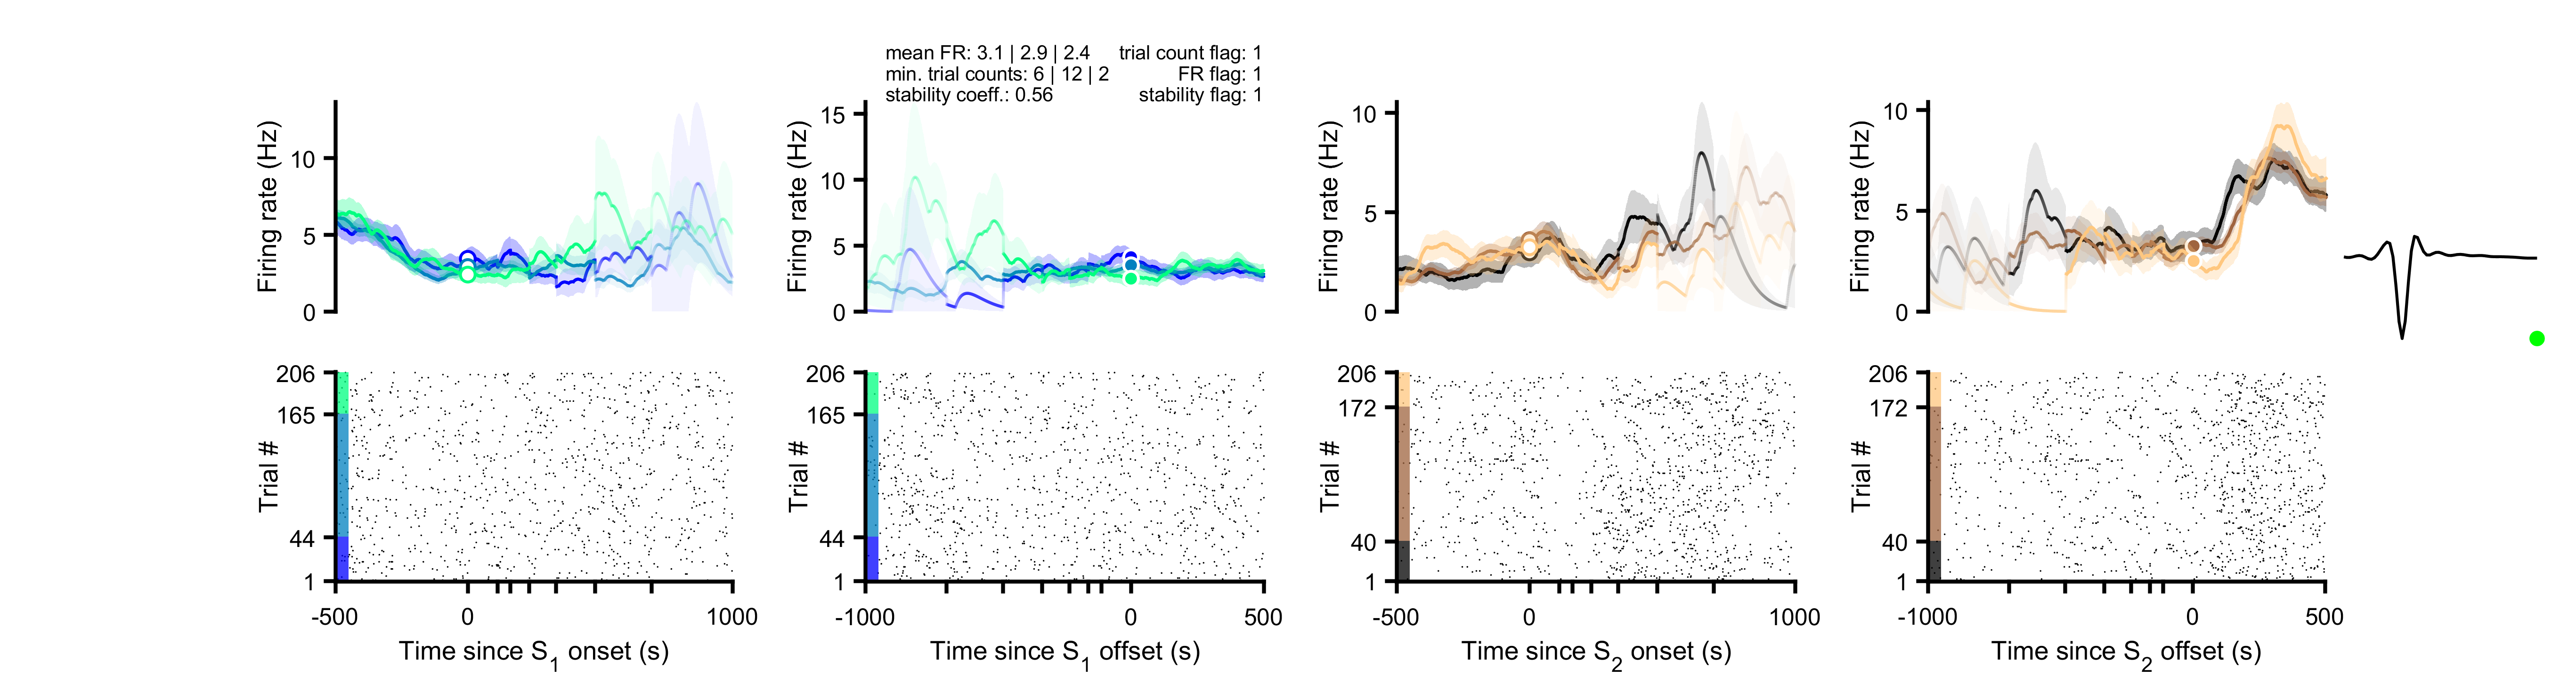 mean FR: 3.1 | 2.9 | 2.4 trial count flag: 1
min. trial counts: 6 | 12 | 2 FR flag: 1
stability coeff.: 0.56 stability flag: 1
Firing rate (Hz)
10
5
0
Firing rate (Hz)
15
10
5
0
Firing rate (Hz)
10
5
0
Firing rate (Hz)
10
5
0
Trial #
206
165
44
1
-500 0 1000
Time since S1 onset (s)
Trial #
206
165
44
1
-1000 0 500
Time since S1 offset (s)
Trial #
206
172
40
1
-500 0 1000
Time since S2 onset (s)
Trial #
206
172
40
1
-1000 0 500
Time since S2 offset (s)